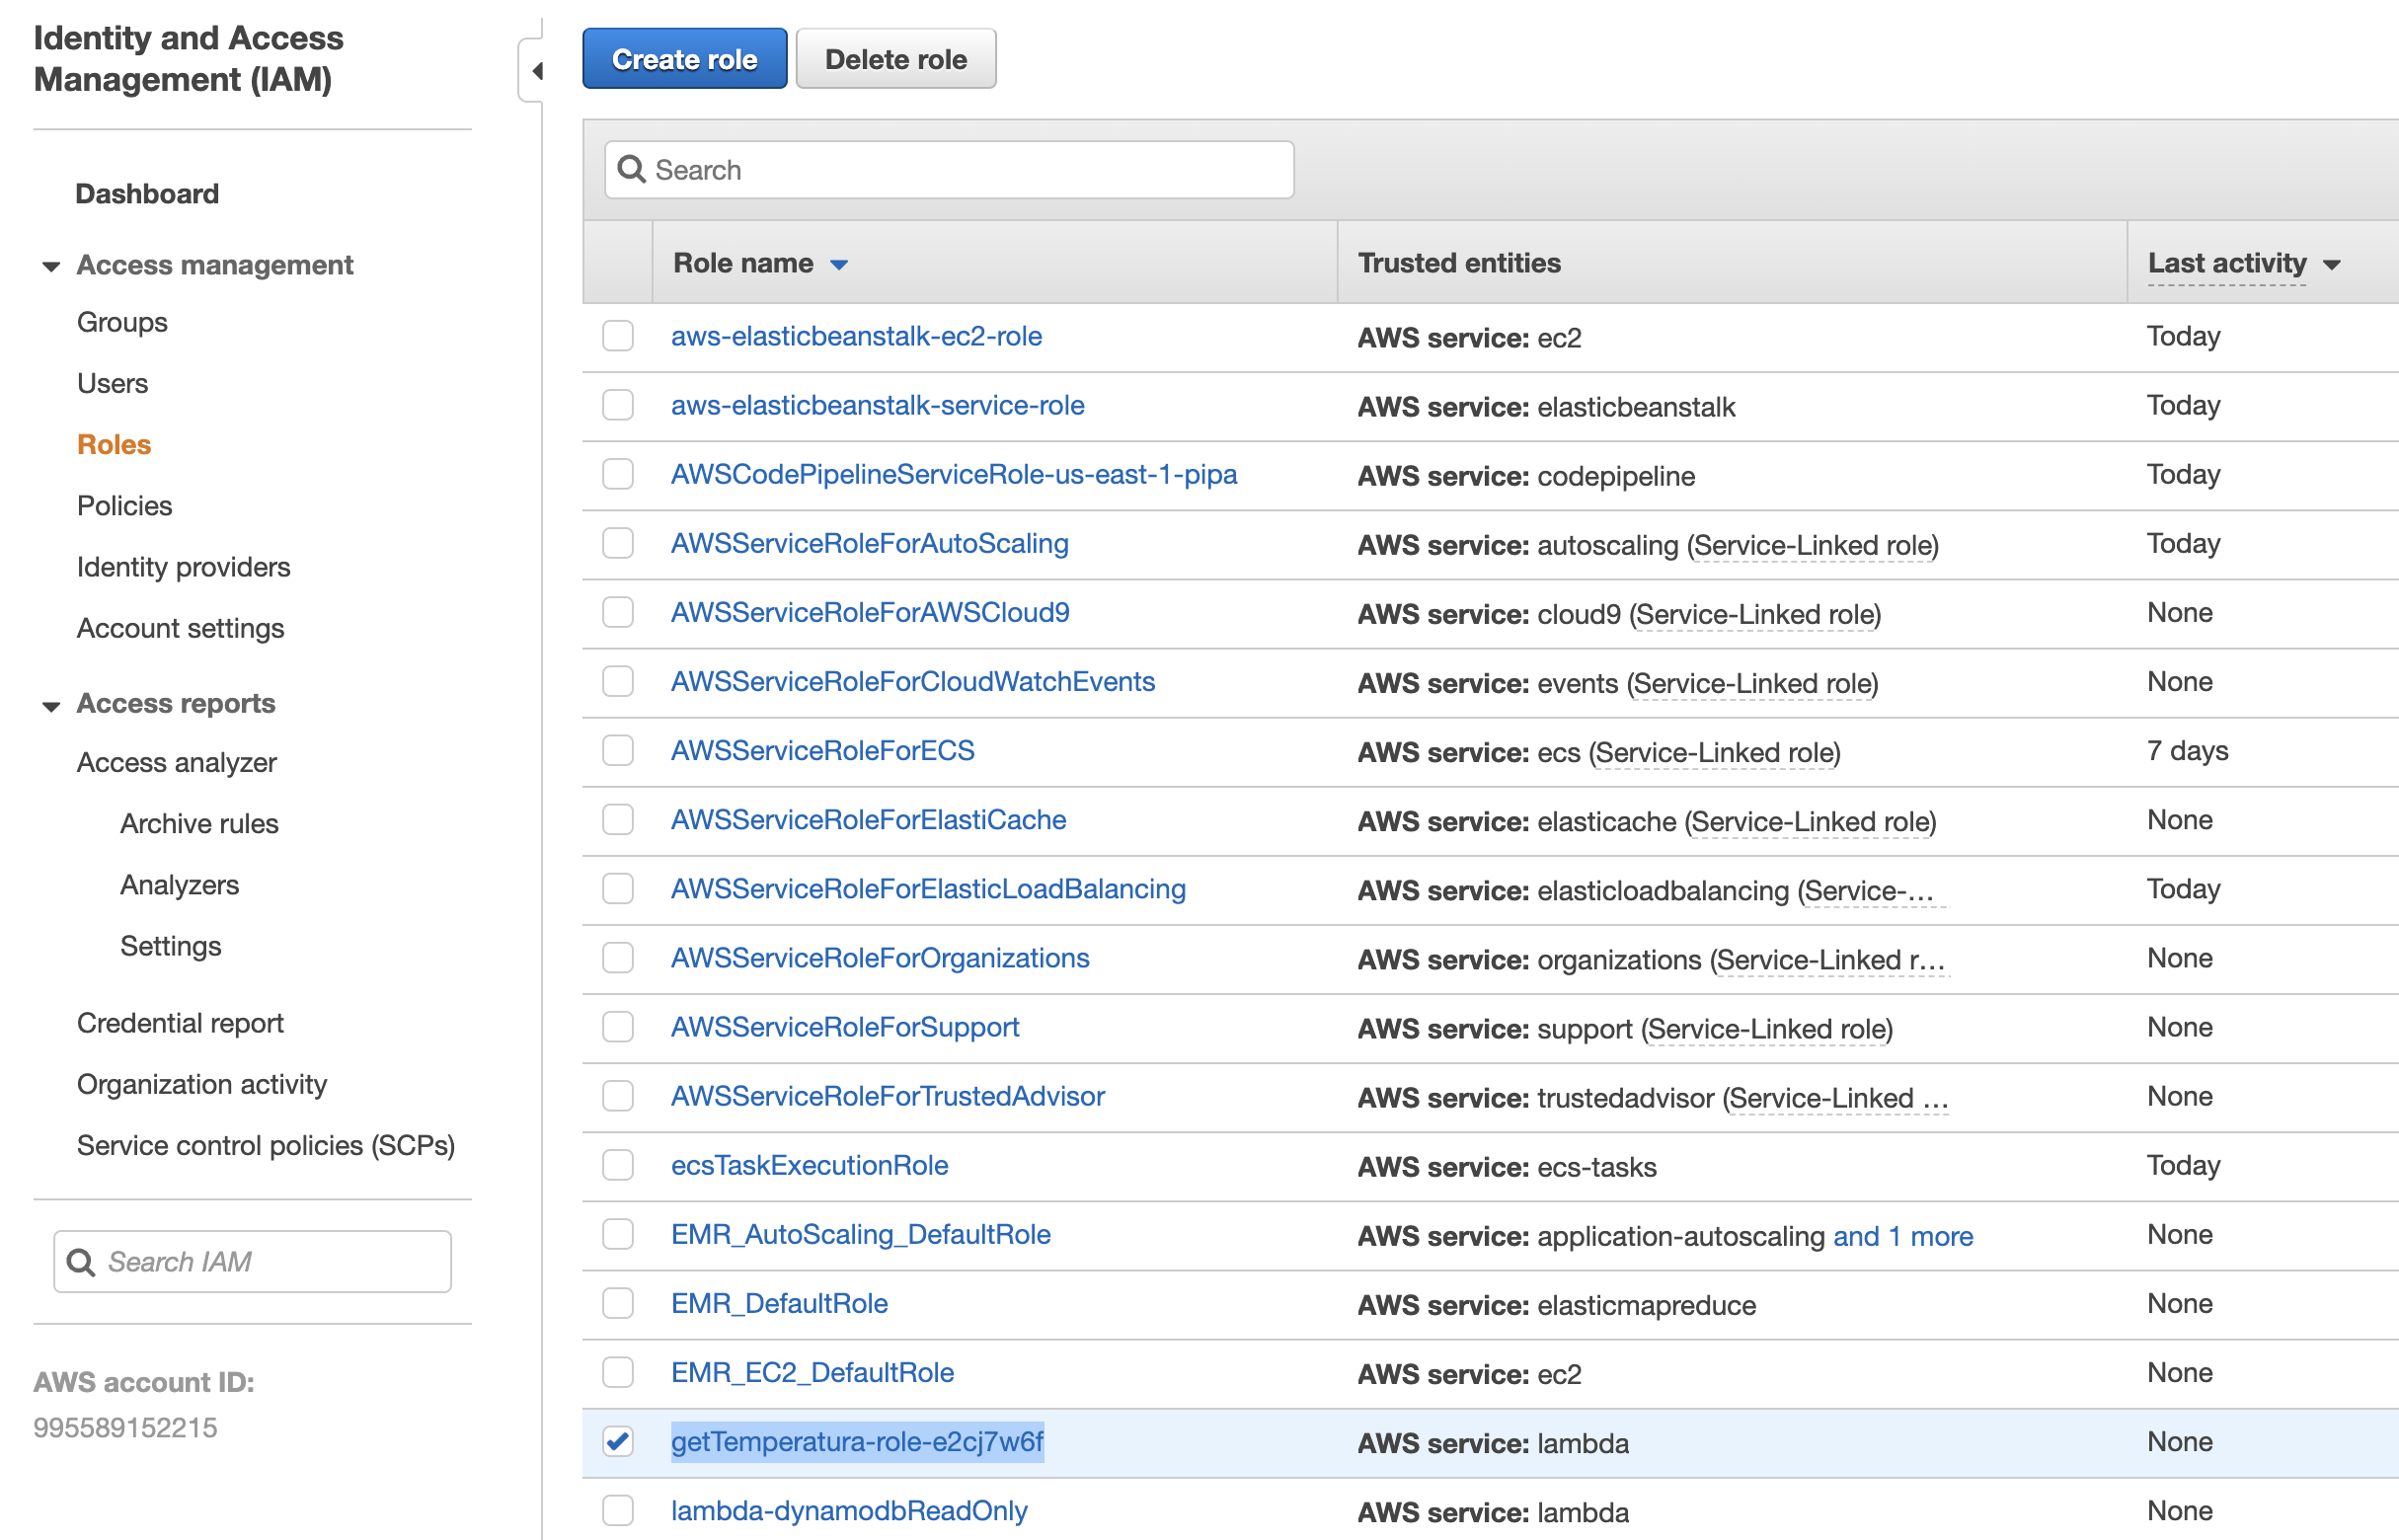 Identity and Access
Management (IAM)
Dashboard
Access management
Groups
Users
Roles
Policies
Identity providers
Account settings
Access reports
Access analyzer
Archive rules
Analyzers
Settings
Credential report
Organization activity
Service control policies (SCPs)
Search IAM
AWS account ID:
995589152215
Create role Delete role
Search
Role name Trusted entities Last activity
aws-elasticbeanstalk-ec2-role AWS service: ec2 Today
aws-elasticbeanstalk-service-role AWS service: elasticbeanstalk Today
AWSCodePipelineServiceRole-us-east-1-pipa AWS service: codepipeline Today
AWSServiceRoleForAutoScaling AWS service: autoscaling (Service-Linked role) Today
AWSServiceRoleForAWSCloud9 AWS service: cloud9 (Service-Linked role) None
AWSServiceRoleForCloudWatchEvents AWS service: events (Service-Linked role) None
AWSServiceRoleForECS AWS service: ecs (Service-Linked role) 7 days
AWSServiceRoleForElastiCache AWS service: elasticache (Service-Linked role) None
AWSServiceRoleForElasticLoadBalancing AWS service: elasticloadbalancing (Service-... Today
AWSServiceRoleForOrganizations AWS service: organizations (Service-Linked r... None
AWSServiceRoleForSupport AWS service: support (Service-Linked role) None
AWSServiceRoleForTrustedAdvisor AWS service: trustedadvisor (Service-Linked ... None
ecsTaskExecutionRole AWS service: ecs-tasks Today
EMR_AutoScaling_DefaultRole AWS service: application-autoscaling and 1 more None
EMR_DefaultRole AWS service: elasticmapreduce None
EMR_EC2_DefaultRole AWS service: ec2 None
getTemperatura-role-e2cj7w6f AWS service: lambda None
lambda-dynamodbReadOnly AWS service: lambda None